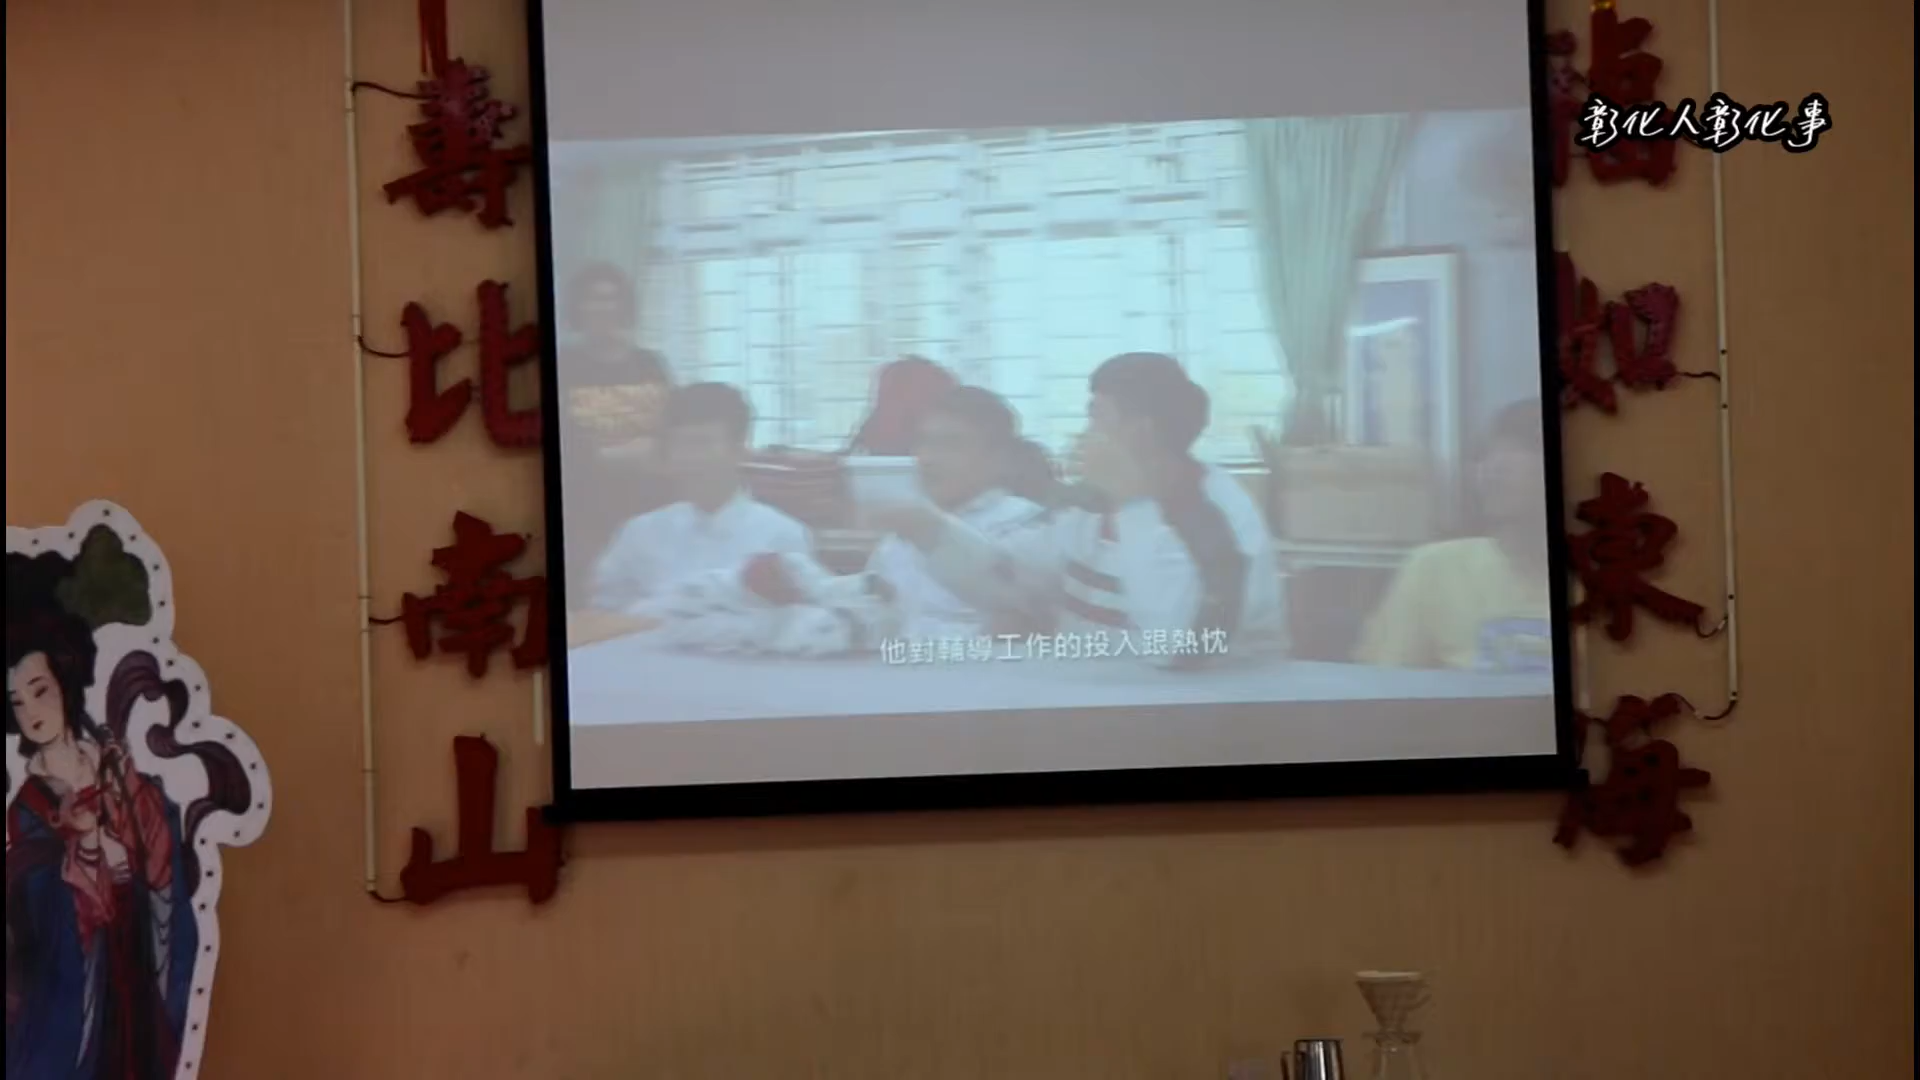 壽比南山
彰化人彰化事
福如東海
他對輔導工作的投入跟熱忱